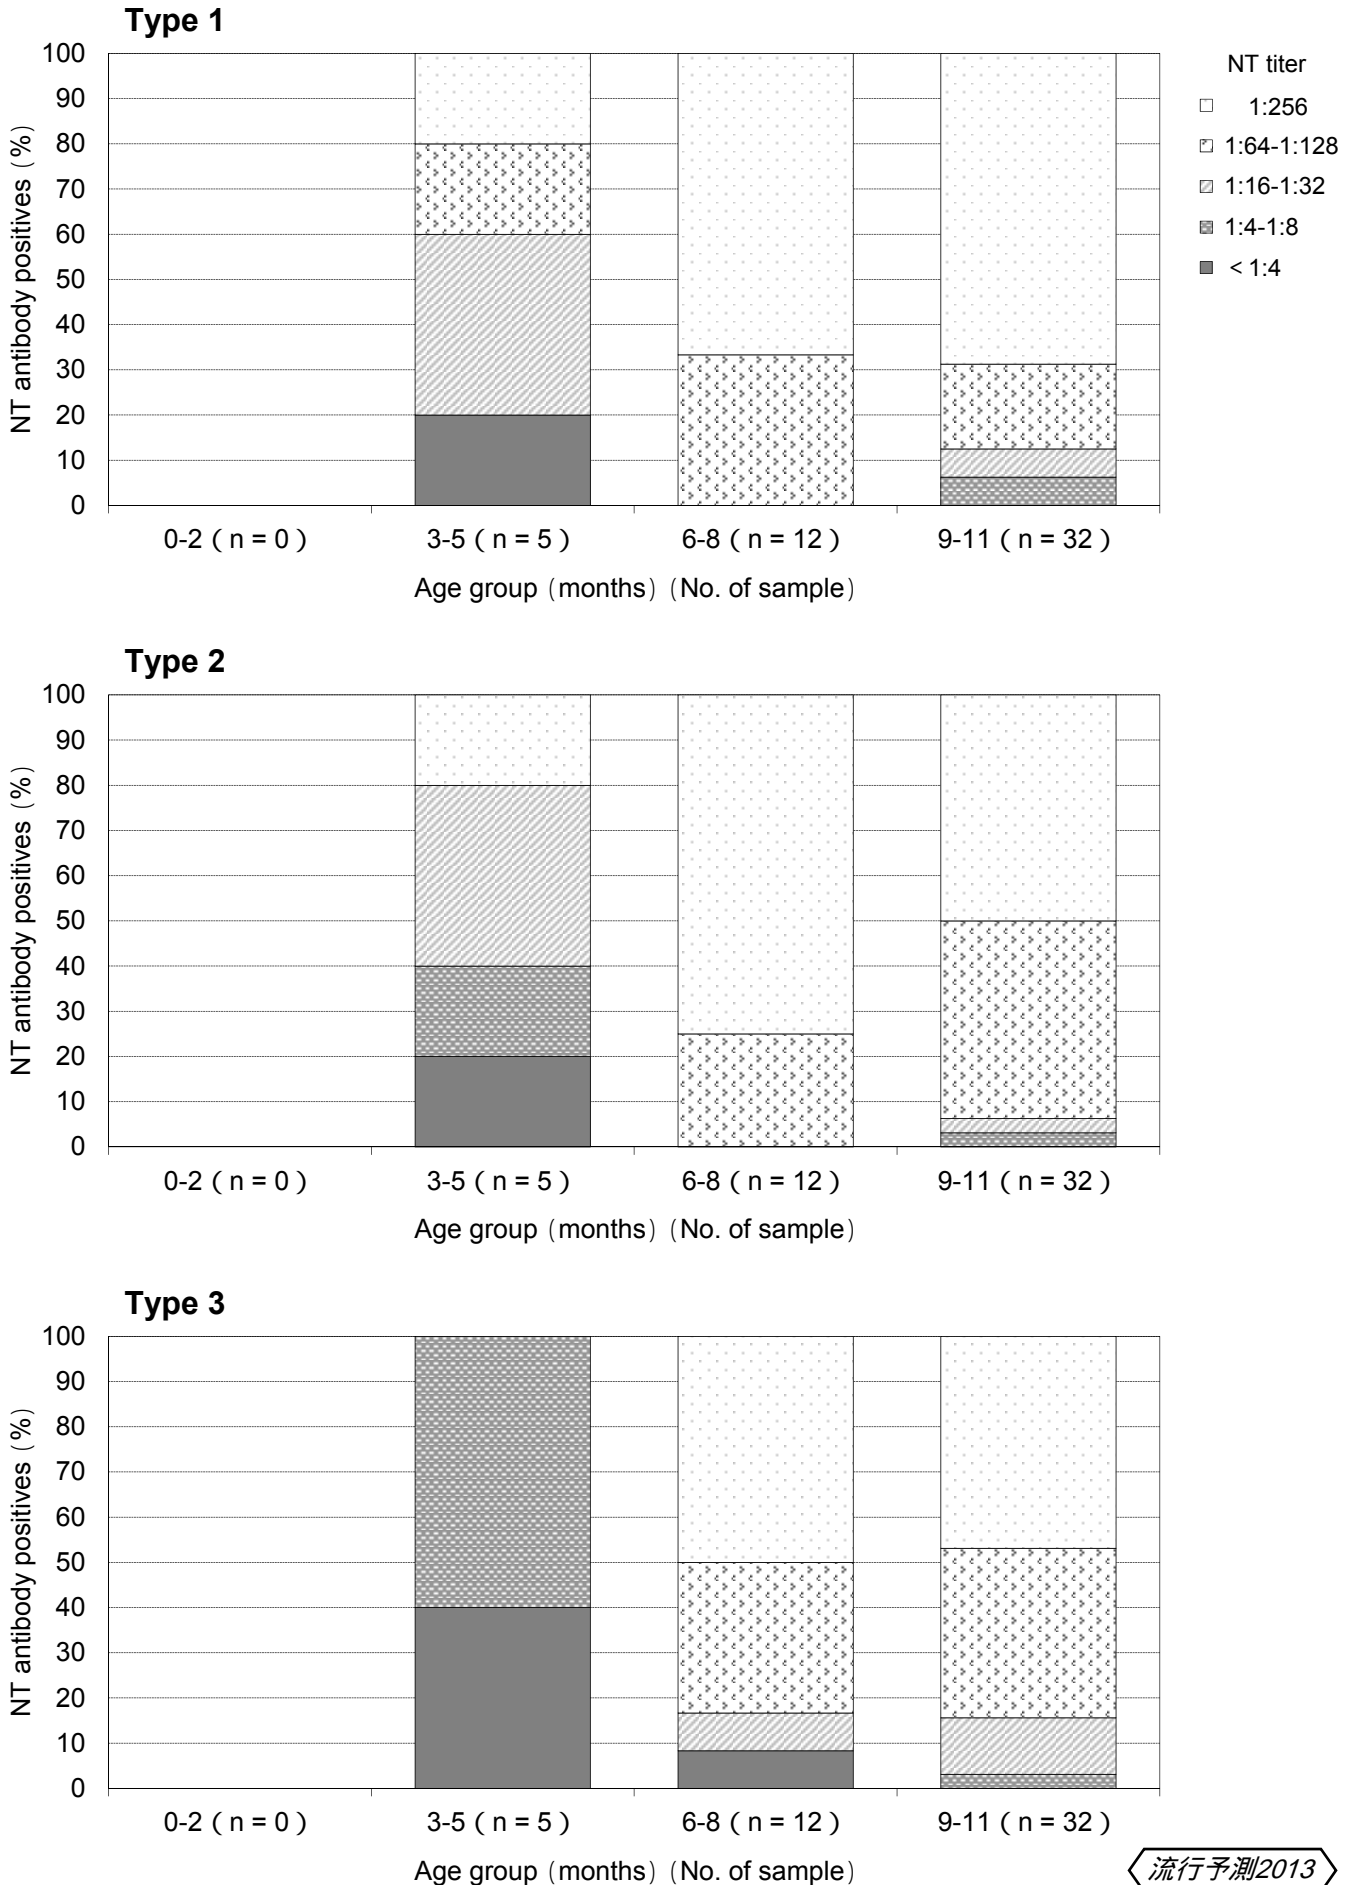 Type 1
NT antibody positives (%)
100
90
80
70
60
50
40
30
20
10
0
0-2 ( n = 0 )
3-5 ( n = 5 )
6-8 ( n = 12 )
9-11 ( n = 32 )
Age group (months) (No. of sample)
NT titer
1:256
1:64-1:128
1:16-1:32
1:4-1:8
< 1:4
Type 2
NT antibody positives (%)
100
90
80
70
60
50
40
30
20
10
0
0-2 ( n = 0 )
3-5 ( n = 5 )
6-8 ( n = 12 )
9-11 ( n = 32 )
Age group (months) (No. of sample)
Type 3
NT antibody positives (%)
100
90
80
70
60
50
40
30
20
10
0
0-2 ( n = 0 )
3-5 ( n = 5 )
6-8 ( n = 12 )
9-11 ( n = 32 )
Age group (months) (No. of sample)
流行予測2013